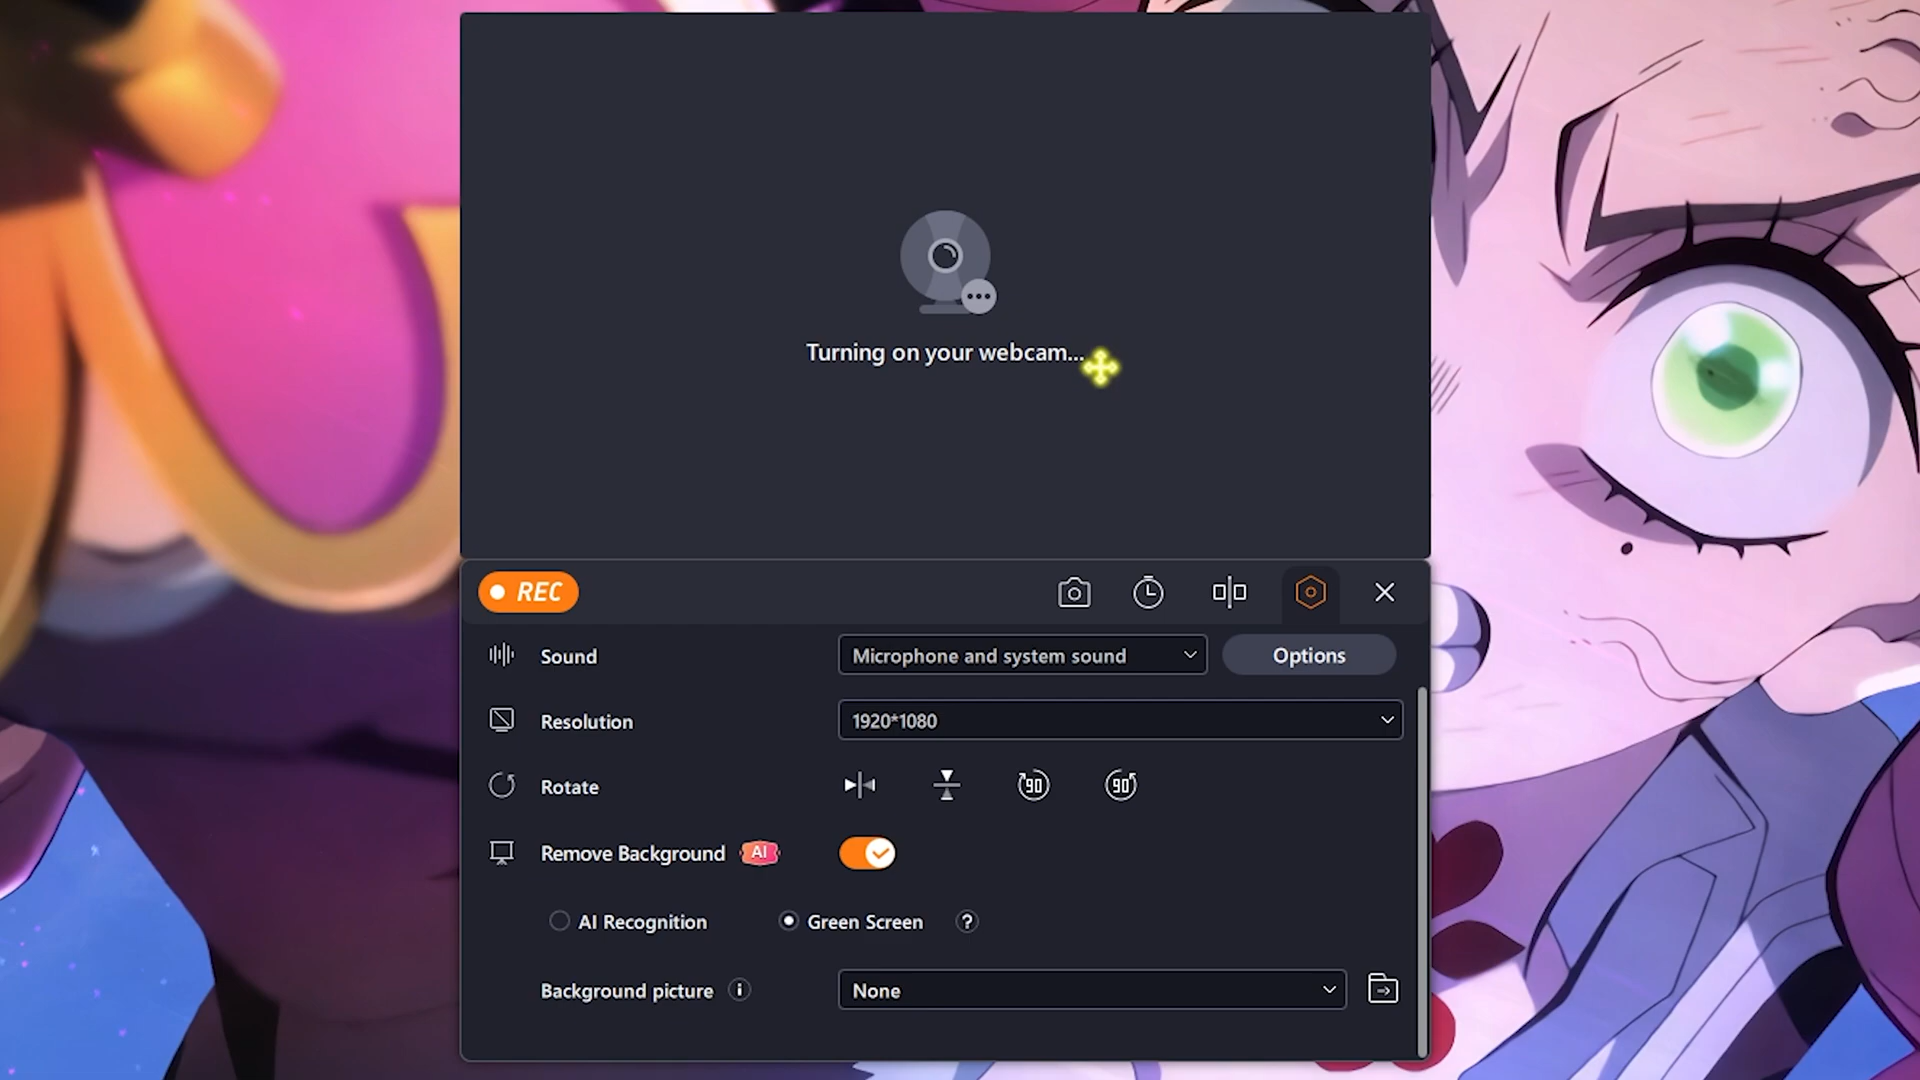 Turning on your webcam...
REC
Sound
Microphone and system sound
Options
Resolution
1920*1080
Rotate
90
90
Remove Background
AI
AI Recognition
Green Screen
?
Background picture
i
None